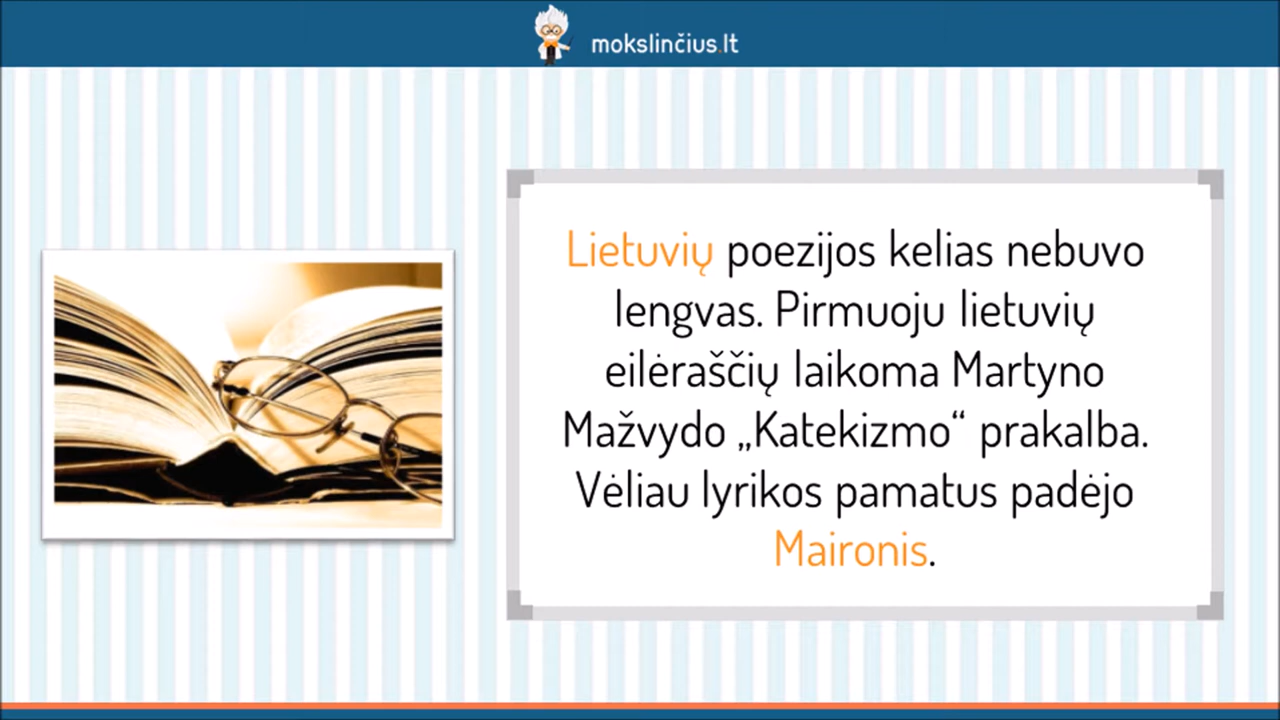 mokslinčius.lt
Lietuvių poezijos kelias nebuvo
lengvas. Pirmuoju lietuvių
eilėraščių laikoma Martyno
Mažvydo „Katekizmo“ prakalba.
Vėliau lyrikos pamatus padėjo
Maironis.